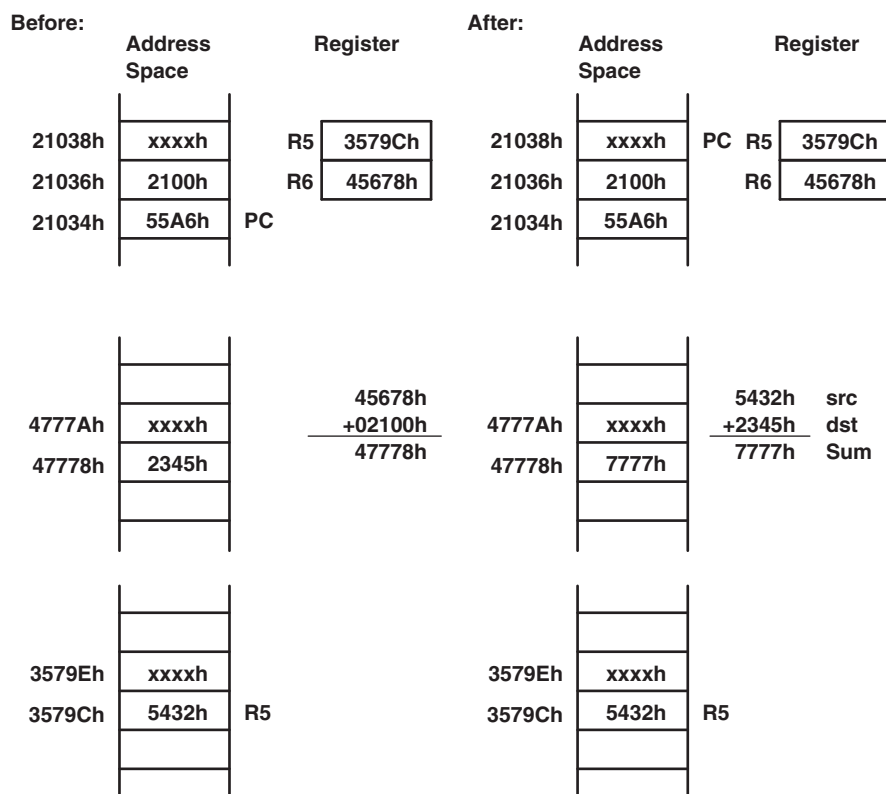 Before:
Address Space
Register
21038h xxxxh R5 3579Ch
21036h 2100h R6 45678h
21034h 55A6h PC
4777Ah xxxxh
47778h 2345h
45678h
+02100h
47778h
3579Eh xxxxh
3579Ch 5432h R5
After:
Address Space
Register
21038h xxxxh PC R5 3579Ch
21036h 2100h R6 45678h
21034h 55A6h
4777Ah xxxxh
47778h 7777h
5432h src
+2345h dst
7777h Sum
3579Eh xxxxh
3579Ch 5432h R5